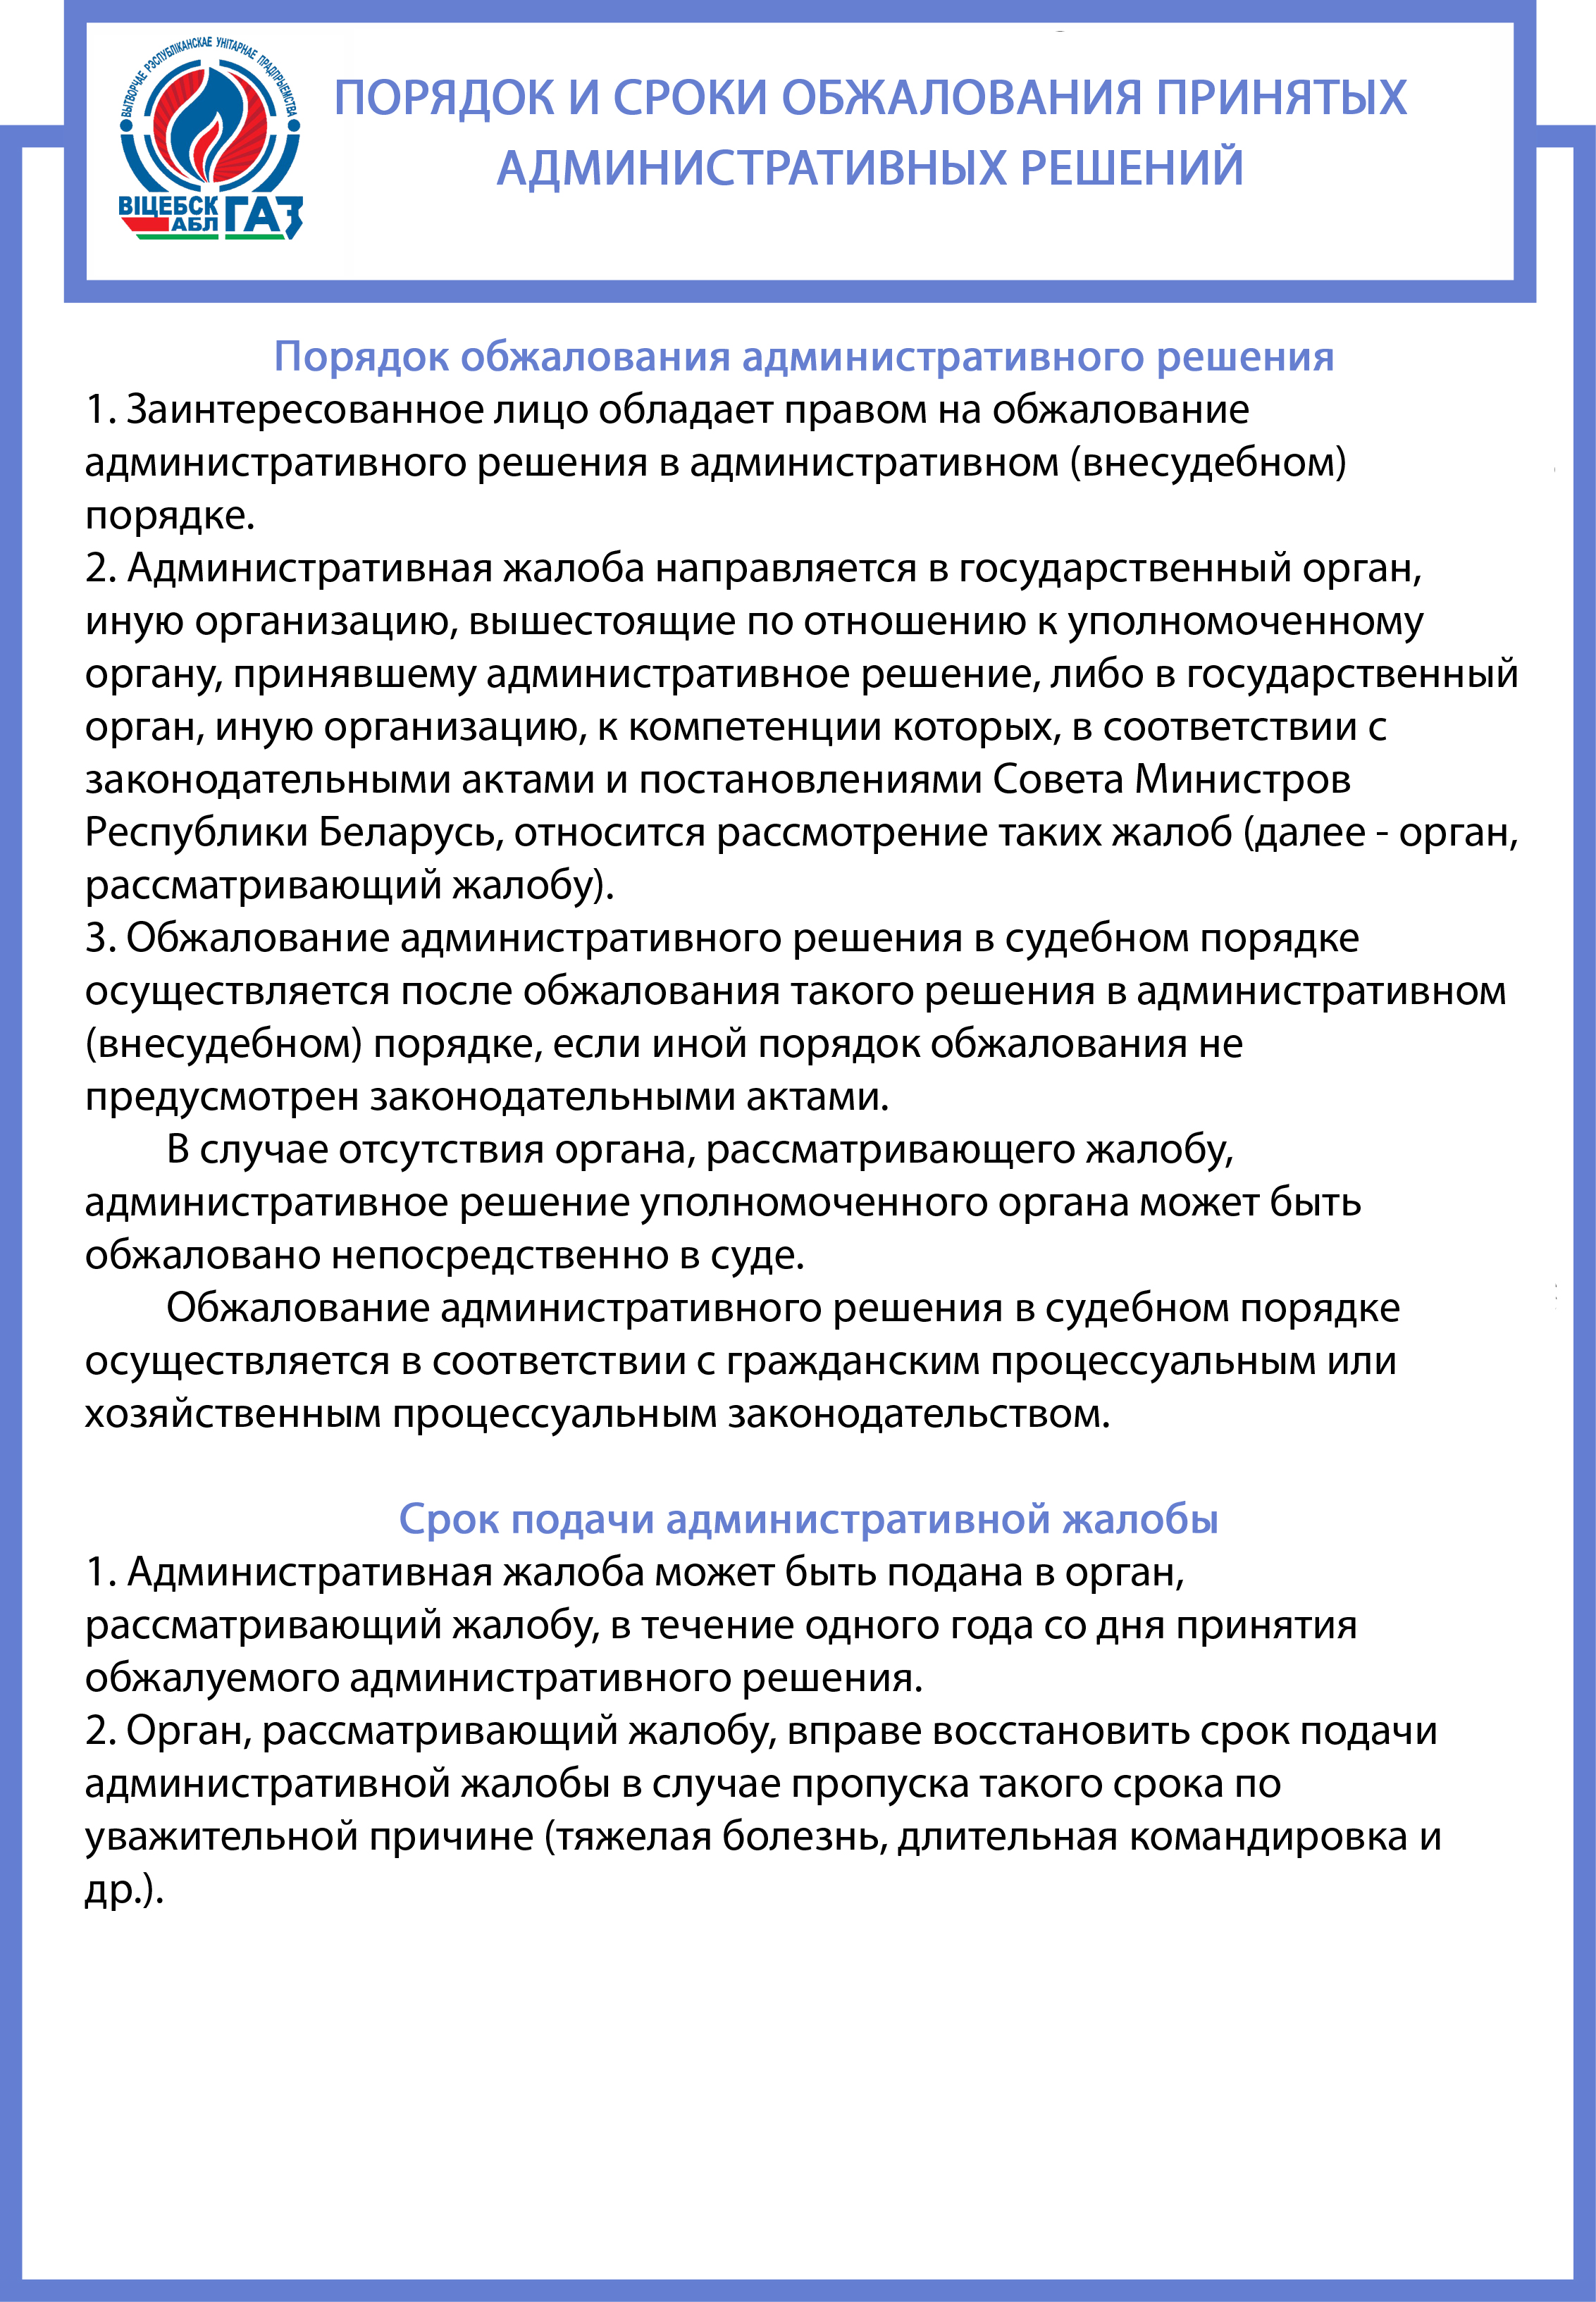 ВЫТВОРЧАЕ РЭСПУБЛІКАНСКАЕ УНІТАРНАЕ ПРАДПРЫЕМСТВА
ВІЦЕБСК
АБЛ
ГАЗ
ПОРЯДОК И СРОКИ ОБЖАЛОВАНИЯ ПРИНЯТЫХ
АДМИНИСТРАТИВНЫХ РЕШЕНИЙ
Порядок обжалования административного решения
1. Заинтересованное лицо обладает правом на обжалование
административного решения в административном (внесудебном)
порядке.
2. Административная жалоба направляется в государственный орган,
иную организацию, вышестоящие по отношению к уполномоченному
органу, принявшему административное решение, либо в государственный
орган, иную организацию, к компетенции которых, в соответствии с
законодательными актами и постановлениями Совета Министров
Республики Беларусь, относится рассмотрение таких жалоб (далее - орган,
рассматривающий жалобу).
3. Обжалование административного решения в судебном порядке
осуществляется после обжалования такого решения в административном
(внесудебном) порядке, если иной порядок обжалования не
предусмотрен законодательными актами.
В случае отсутствия органа, рассматривающего жалобу,
административное решение уполномоченного органа может быть
обжаловано непосредственно в суде.
Обжалование административного решения в судебном порядке
осуществляется в соответствии с гражданским процессуальным или
хозяйственным процессуальным законодательством.
Срок подачи административной жалобы
1. Административная жалоба может быть подана в орган,
рассматривающий жалобу, в течение одного года со дня принятия
обжалуемого административного решения.
2. Орган, рассматривающий жалобу, вправе восстановить срок подачи
административной жалобы в случае пропуска такого срока по
уважительной причине (тяжелая болезнь, длительная командировка и
др.).